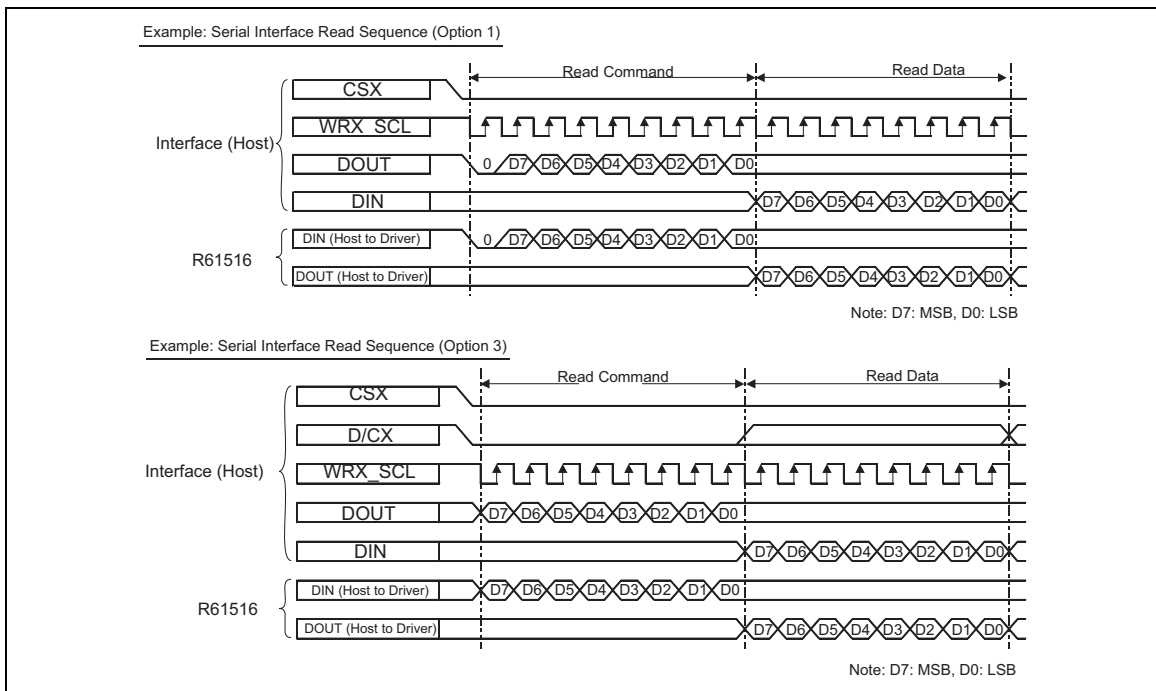 Example: Serial Interface Read Sequence (Option 1)
Read Command Read Data
CSX
WRX_SCL
Interface (Host)
DOUT 0 D7 D6 D5 D4 D3 D2 D1 D0
DIN D7 D6 D5 D4 D3 D2 D1 D0
DIN (Host to Driver) 0 D7 D6 D5 D4 D3 D2 D1 D0
R61516
DOUT (Host to Driver) D7 D6 D5 D4 D3 D2 D1 D0
Note: D7: MSB, D0: LSB
Example: Serial Interface Read Sequence (Option 3)
Read Command Read Data
CSX
D/CX
Interface (Host) WRX_SCL
DOUT D7 D6 D5 D4 D3 D2 D1 D0
DIN D7 D6 D5 D4 D3 D2 D1 D0
DIN (Host to Driver) D7 D6 D5 D4 D3 D2 D1 D0
R61516
DOUT (Host to Driver) D7 D6 D5 D4 D3 D2 D1 D0
Note: D7: MSB, D0: LSB